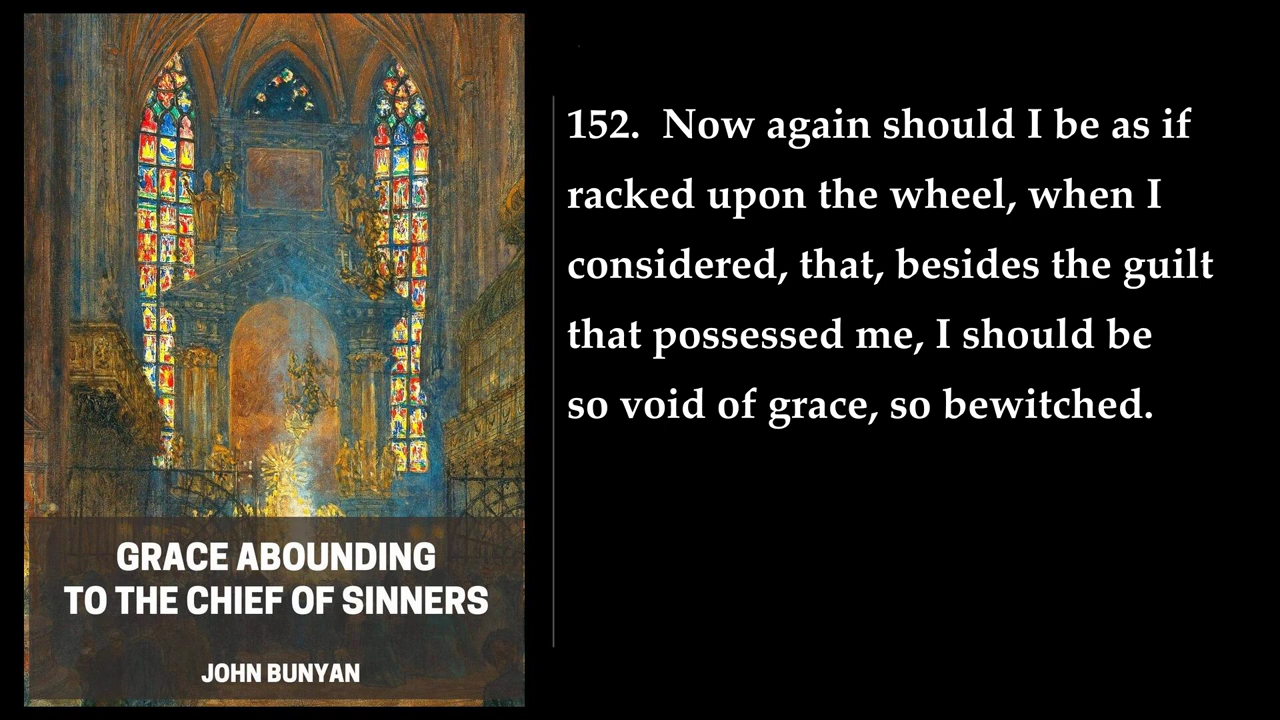 GRACE ABOUNDING
TO THE CHIEF OF SINNERS
JOHN BUNYAN
152. Now again should I be as if
racked upon the wheel, when I
considered, that, besides the guilt
that possessed me, I should be
so void of grace, so bewitched.